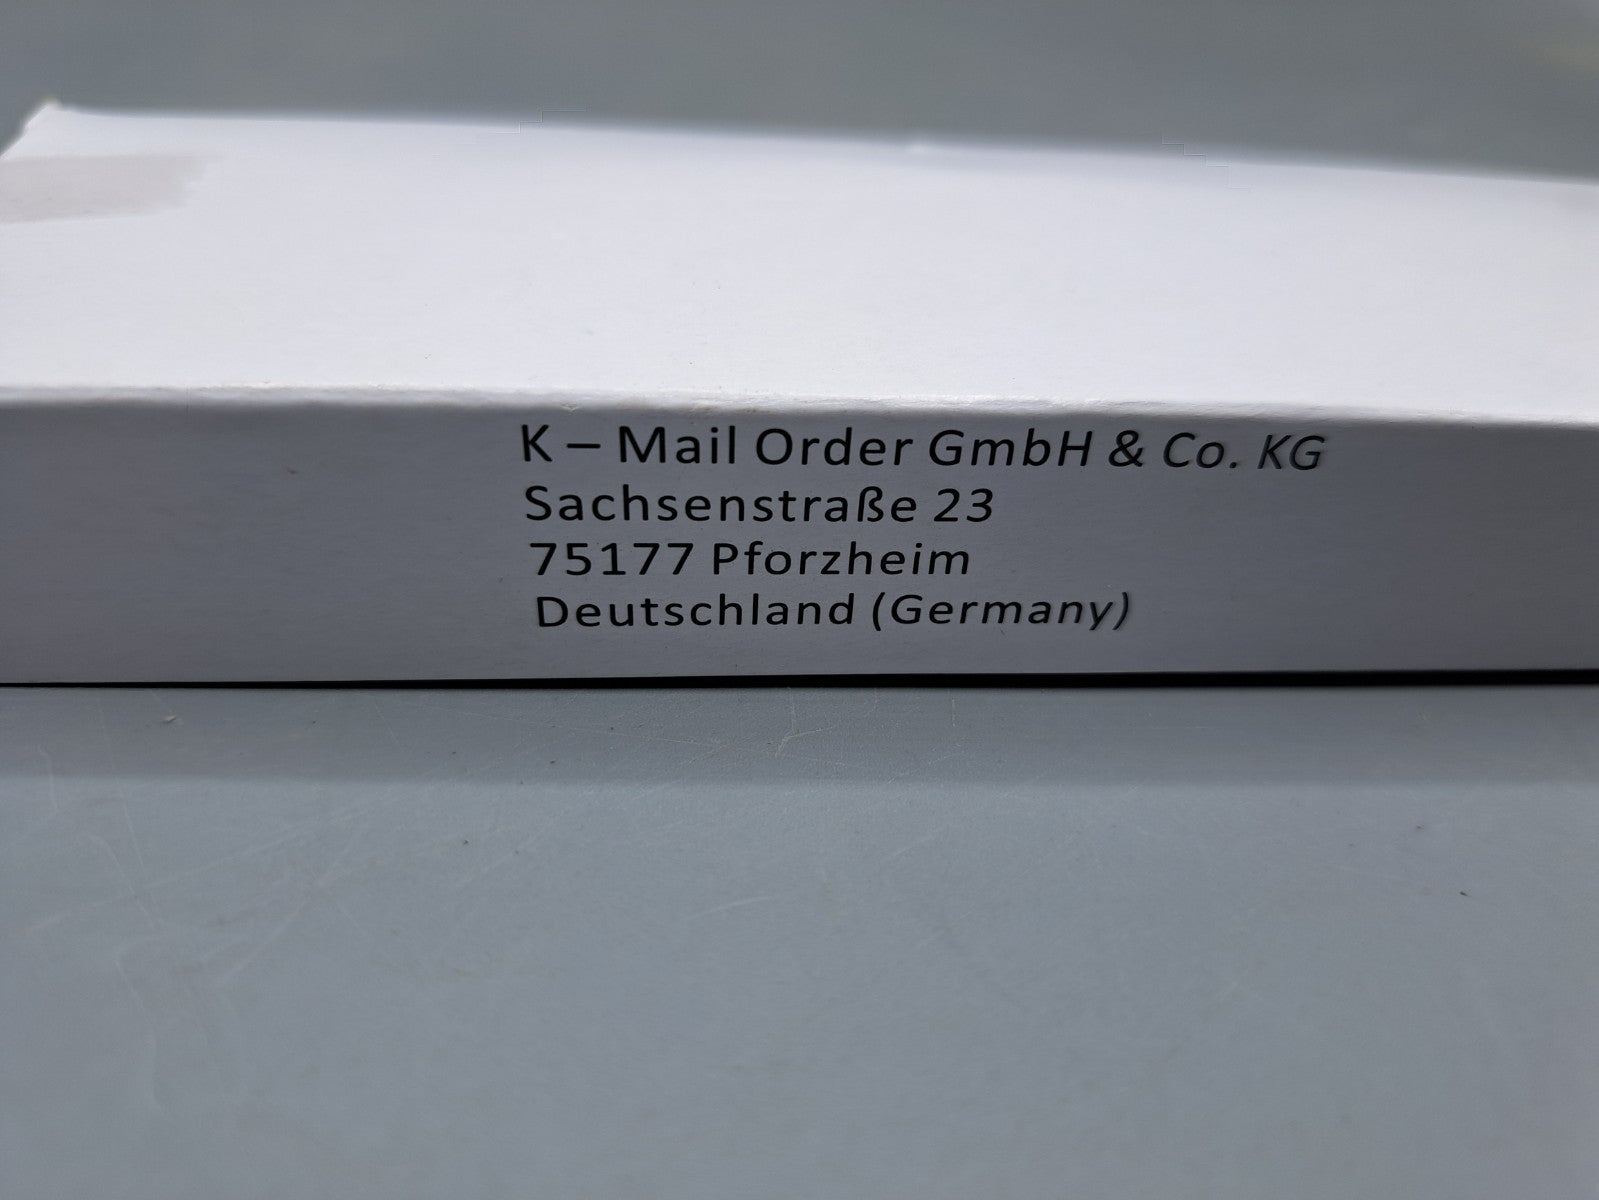 K – Mail Order GmbH & Co. KG
Sachsenstraße 23
75177 Pforzheim
Deutschland (Germany)